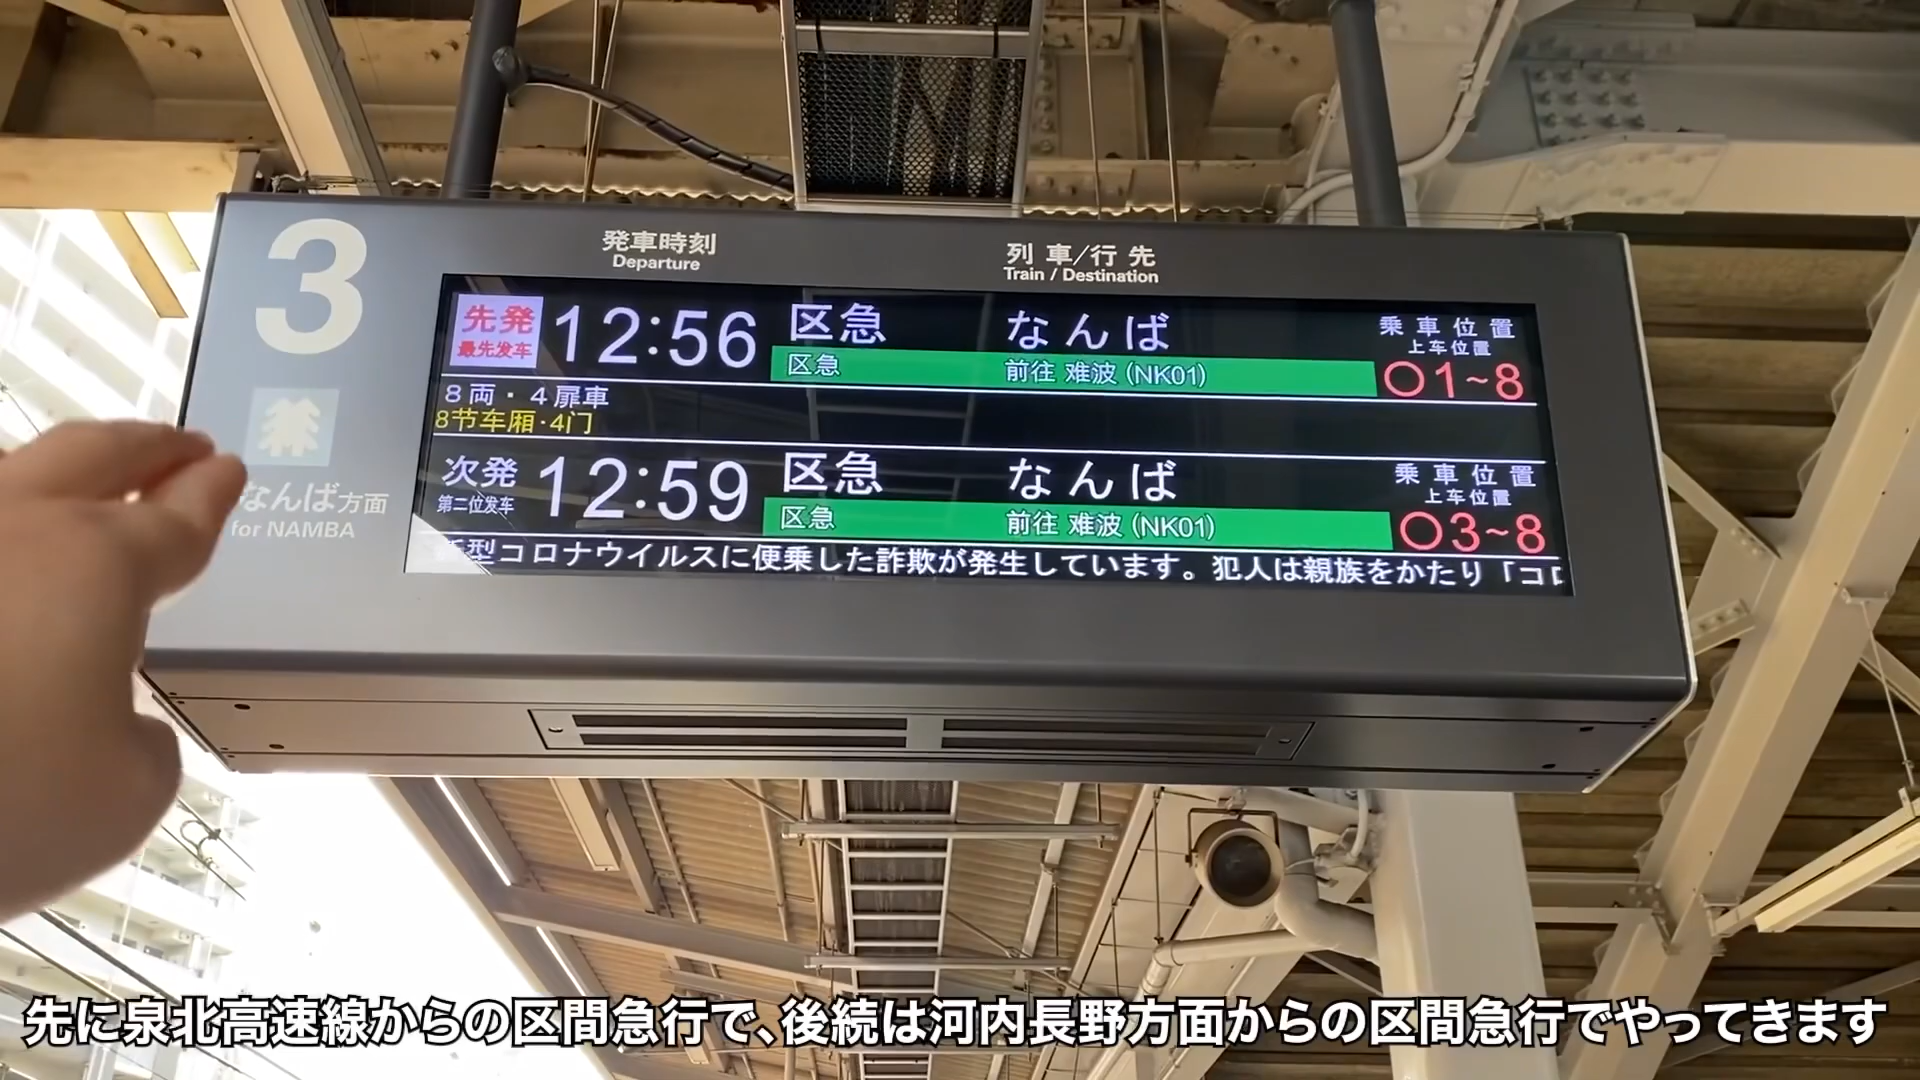 3
発車時刻
Departure
列車/行先
Train / Destination
先発
最先发车
12:56
区急
なんば
区急
前往 难波 (NK01)
乗車位置
上车位置
○1~8
8両・4扉車
8节车厢·4门
次発
第二位发车
12:59
区急
なんば
区急
前往 难波 (NK01)
乗車位置
上车位置
○3~8
型コロナウイルスに便乗した詐欺が発生しています。犯人は親族をかたり「コロ
なんば方面
for NAMBA
先に泉北高速線からの区間急行で、後続は河内長野方面からの区間急行でやってきます